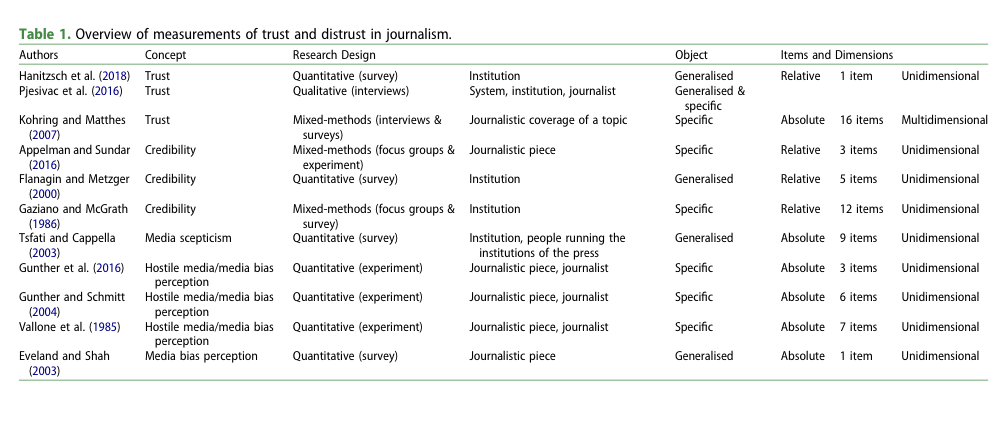 Table 1. Overview of measurements of trust and distrust in journalism.
Authors Concept Research Design Object Items and Dimensions
Hanitzsch et al. (2018) Trust Quantitative (survey) Institution Generalised Relative 1 item Unidimensional
Pjesivac et al. (2016) Trust Qualitative (interviews) System, institution, journalist Generalised &
specific
Kohring and Matthes Trust Mixed-methods (interviews & Journalistic coverage of a topic Specific Absolute 16 items Multidimensional
(2007) surveys)
Appelman and Sundar Credibility Mixed-methods (focus groups & Journalistic piece Specific Relative 3 items Unidimensional
(2016) experiment)
Flanagin and Metzger Credibility Quantitative (survey) Institution Generalised Relative 5 items Unidimensional
(2000)
Gaziano and McGrath Credibility Mixed-methods (focus groups & Institution Specific Relative 12 items Unidimensional
(1986) survey)
Tsfati and Cappella Media scepticism Quantitative (survey) Institution, people running the Generalised Absolute 9 items Unidimensional
(2003) institutions of the press
Gunther et al. (2016) Hostile media/media bias Quantitative (experiment) Journalistic piece, journalist Specific Absolute 3 items Unidimensional
perception
Gunther and Schmitt Hostile media/media bias Quantitative (experiment) Journalistic piece, journalist Specific Absolute 6 items Unidimensional
(2004) perception
Vallone et al. (1985) Hostile media/media bias Quantitative (experiment) Journalistic piece, journalist Specific Absolute 7 items Unidimensional
perception
Eveland and Shah Media bias perception Quantitative (survey) Journalistic piece Generalised Absolute 1 item Unidimensional
(2003)